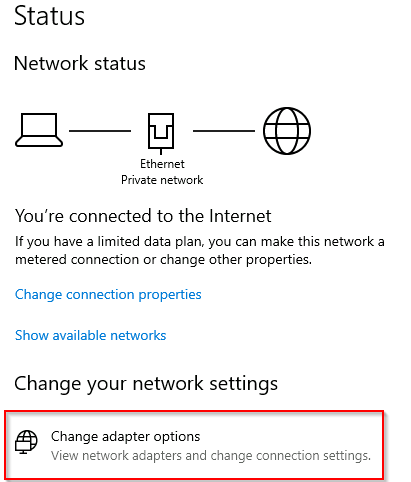 Status
Network status
Ethernet
Private network
You’re connected to the Internet
If you have a limited data plan, you can make this network a
metered connection or change other properties.
Change connection properties
Show available networks
Change your network settings
Change adapter options
View network adapters and change connection settings.